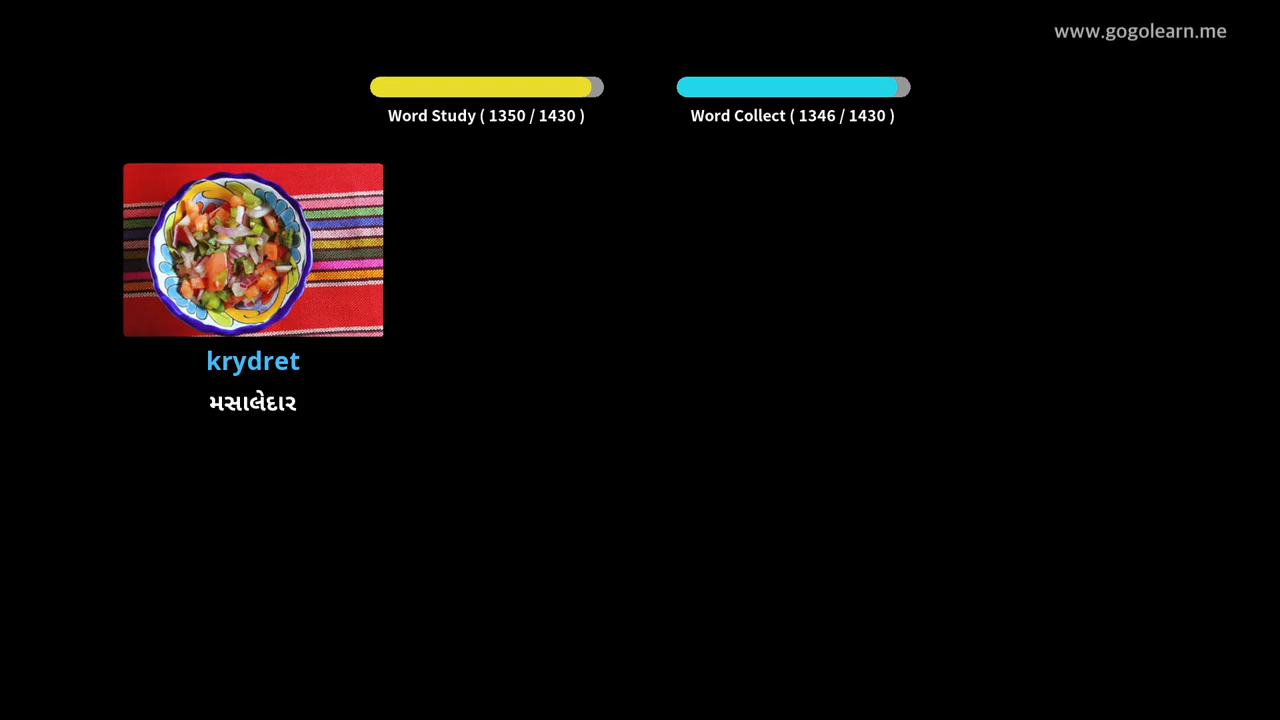 www.gogolearn.me
Word Study ( 1350 / 1430 )
Word Collect ( 1346 / 1430 )
krydret
મસાલેદાર